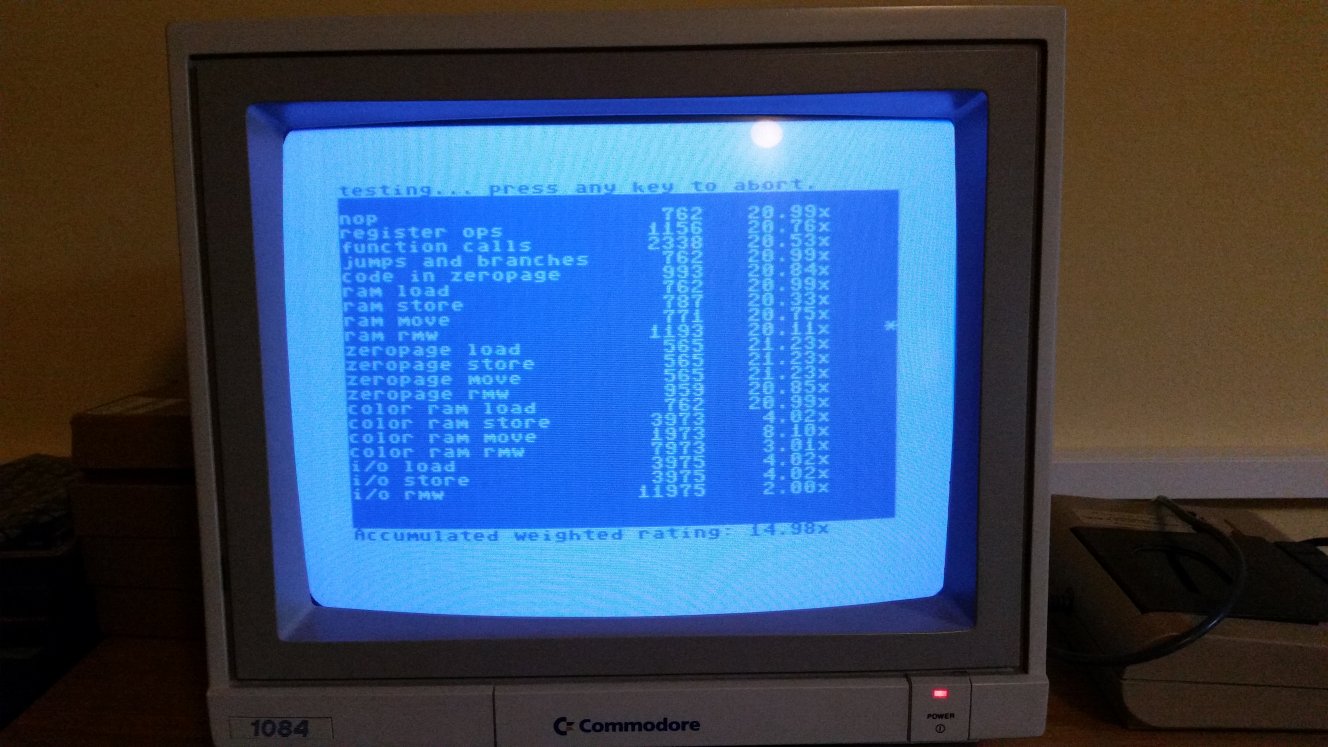 testing... press any key to abort.
nop 762 20.99x
register ops 1156 20.76x
function calls 2338 20.53x
jumps and branches 762 20.99x
code in zeropage 993 20.84x
ram load 762 20.99x
ram store 787 20.33x
ram move 771 20.75x
ram rmw 1193 20.11x
*
zeropage load 565 21.23x
zeropage store 565 21.23x
zeropage move 565 21.23x
zeropage rmw 959 20.85x
color ram load 762 20.99x
color ram store 3973 4.02x
color ram move 1973 8.10x
color ram rmw 7973 3.01x
i/o load 3975 4.02x
i/o store 3975 4.02x
i/o rmw 11975 2.00x
Accumulated weighted rating: 14.98x
1084
Commodore
POWER